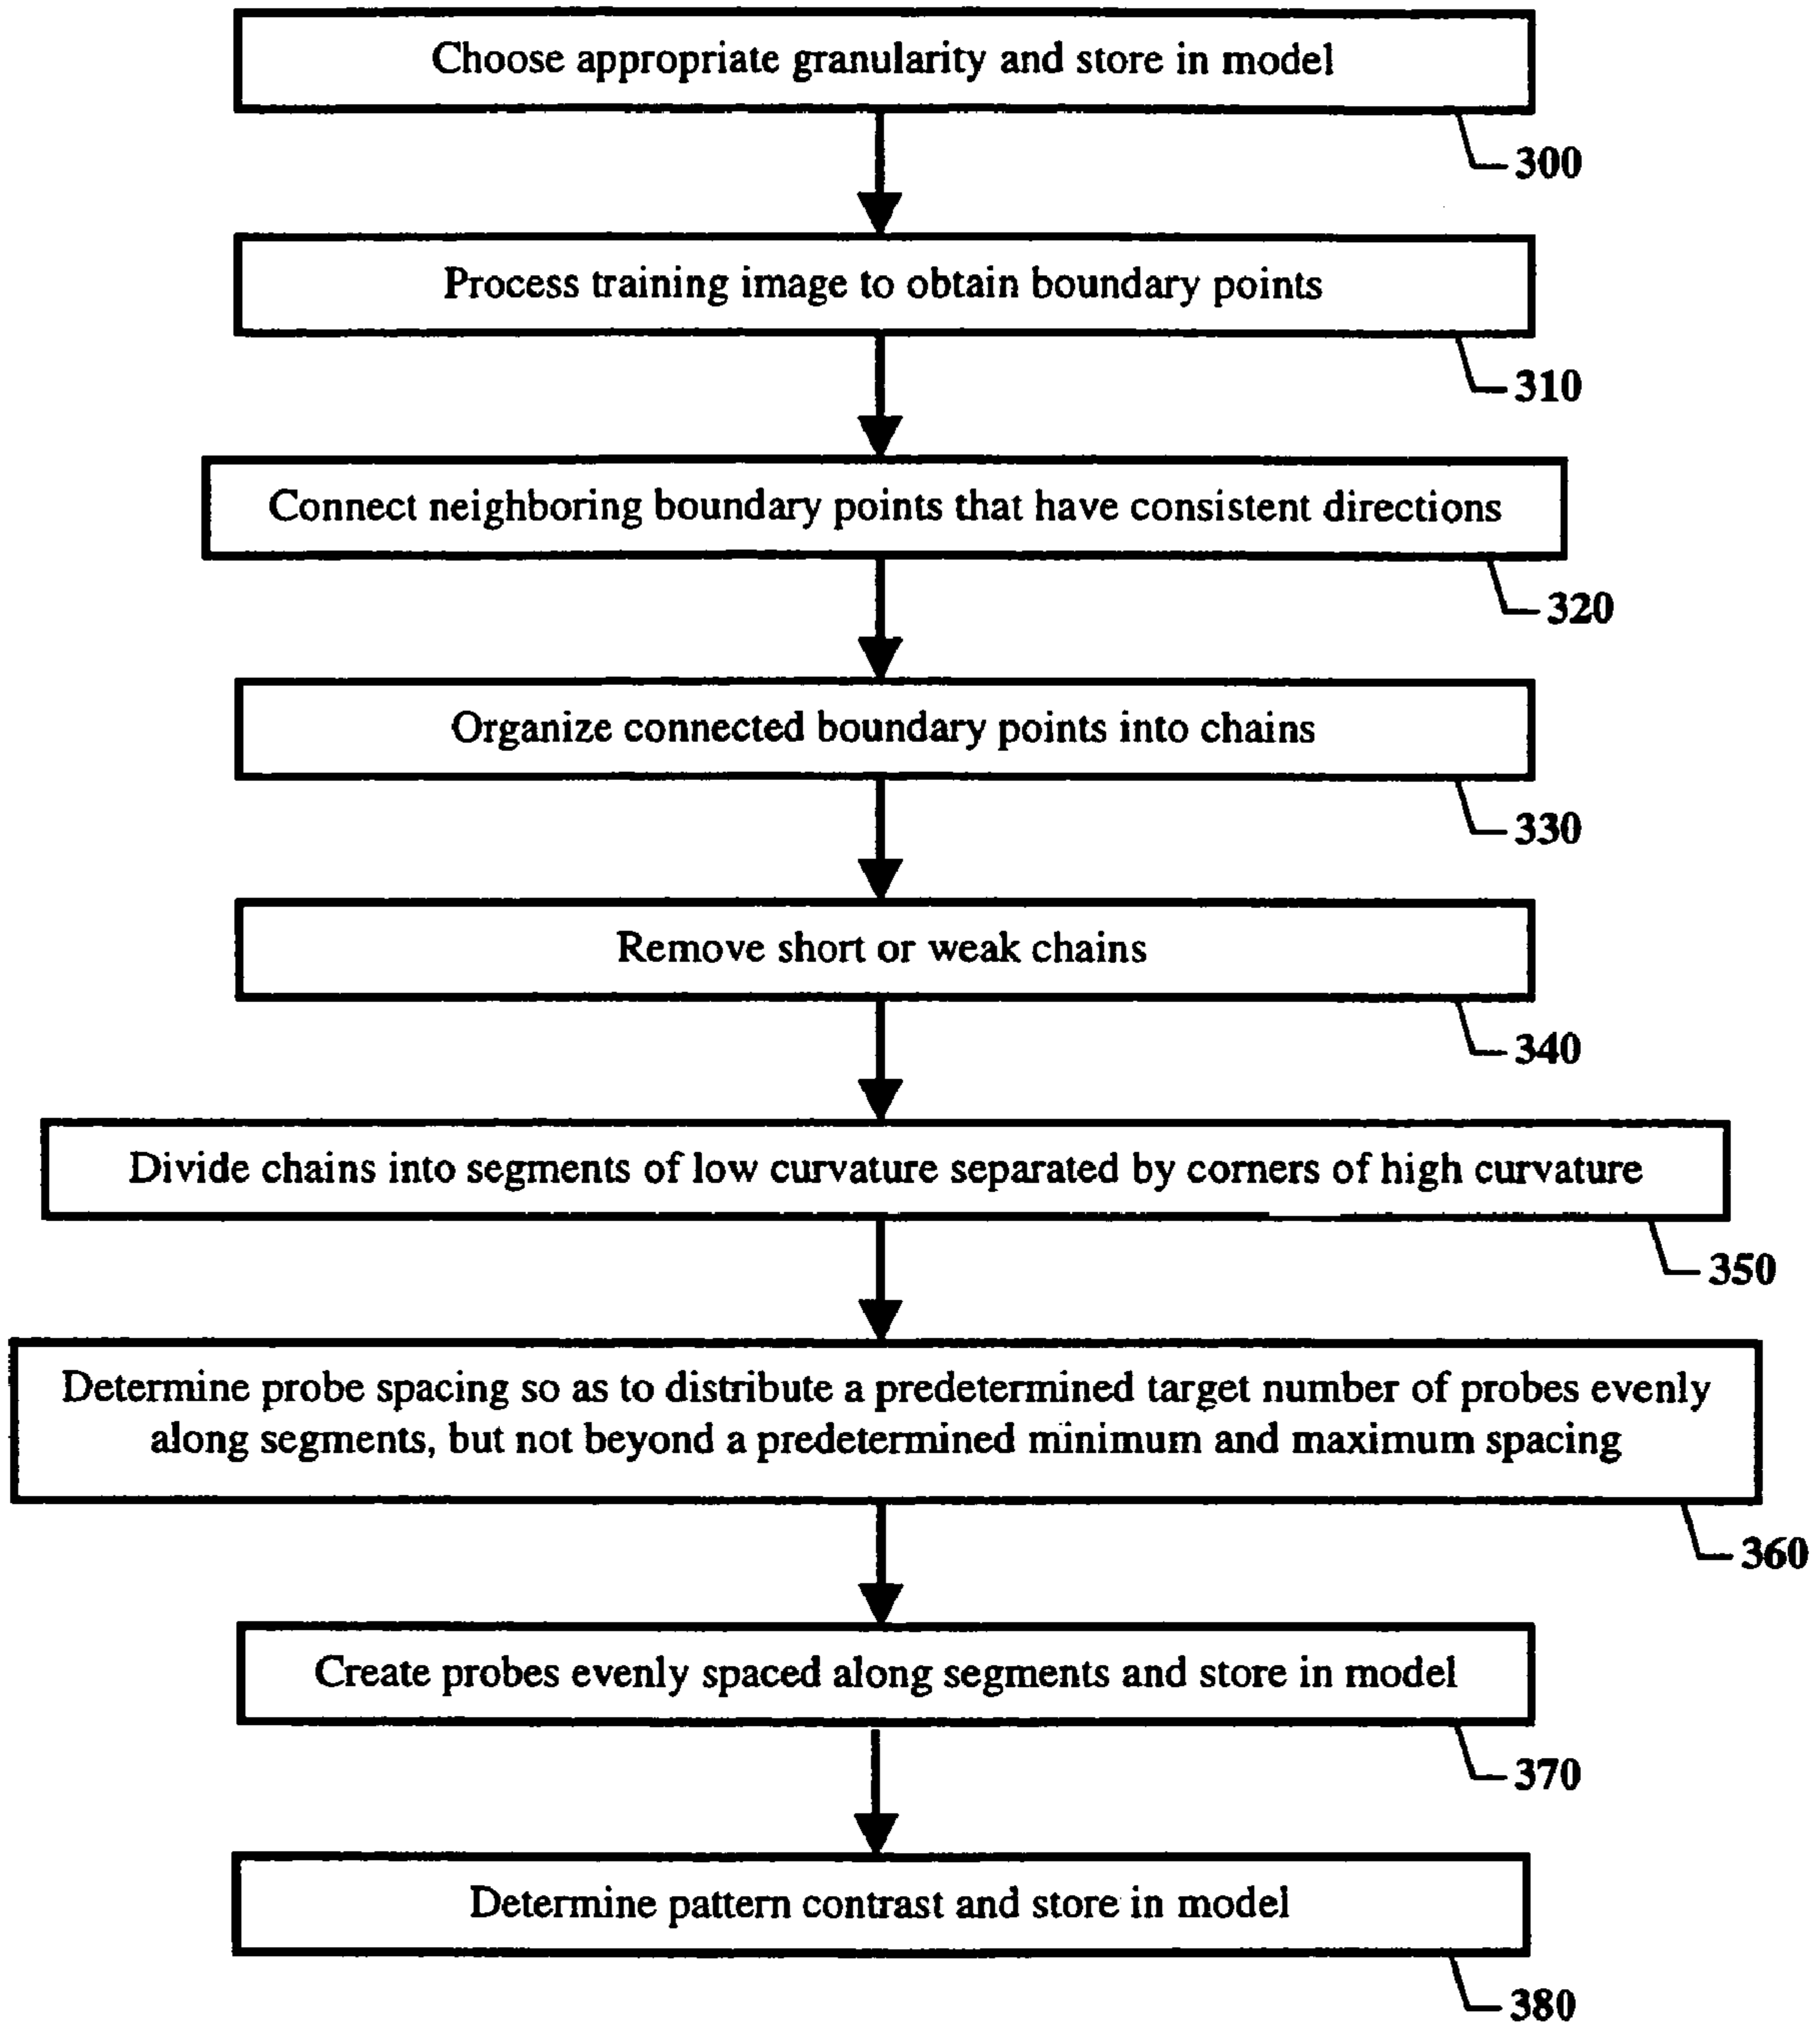 Choose appropriate granularity and store in model
300
Process training image to obtain boundary points
310
Connect neighboring boundary points that have consistent directions
320
Organize connected boundary points into chains
330
Remove short or weak chains
340
Divide chains into segments of low curvature separated by corners of high curvature
350
Determine probe spacing so as to distribute a predetermined target number of probes evenly
along segments, but not beyond a predetermined minimum and maximum spacing
360
Create probes evenly spaced along segments and store in model
370
Determine pattern contrast and store in model
380